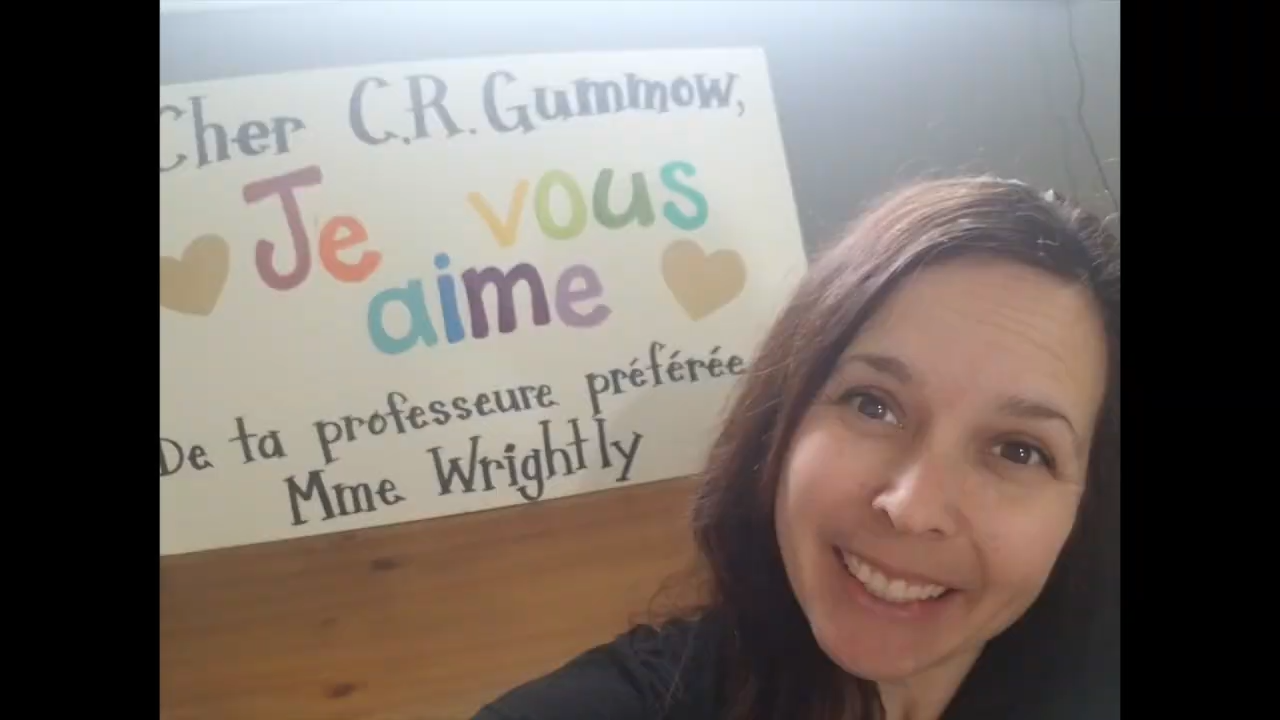 Cher C.R. Gummow,
Je vous
aime
De ta professeure préférée
Mme Wrightly